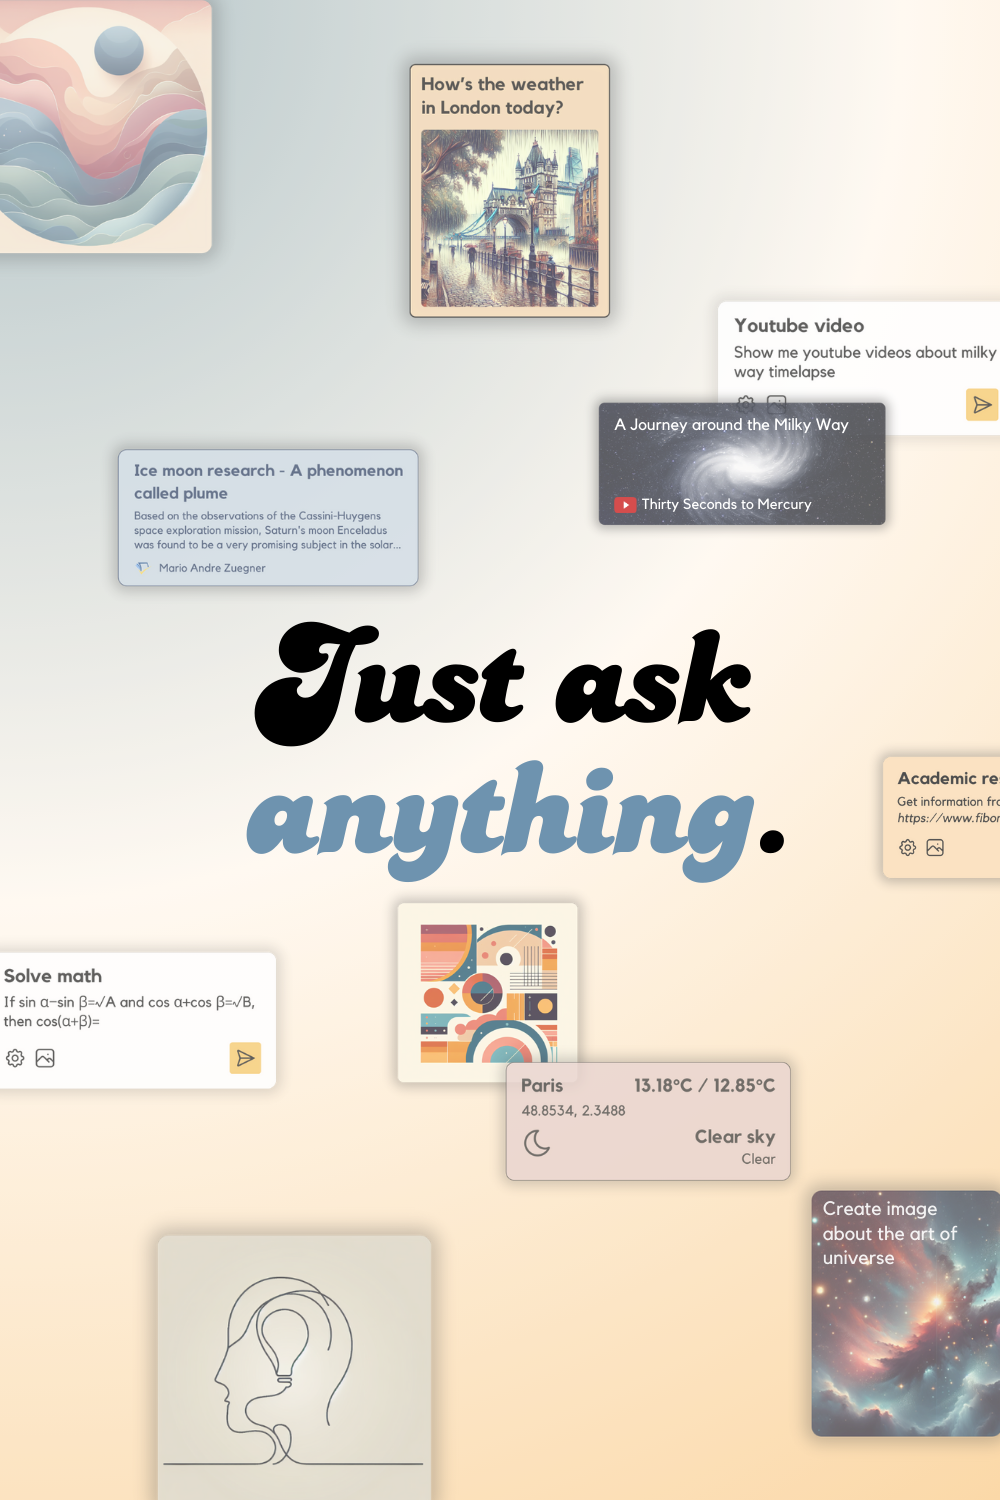 How's the weather
in London today?
Youtube video
Show me youtube videos about milky
way timelapse
A Journey around the Milky Way
Thirty Seconds to Mercury
Ice moon research - A phenomenon
called plume
Based on the observations of the Cassini-Huygens
space exploration mission, Saturn's moon Enceladus
was found to be a very promising subject in the solar...
Mario Andre Zuegner
Just ask
anything.
Academic re
Get information fro
https://www.fibon
Solve math
If sin α−sin β=√A and cos α+cos β=√B,
then cos(α+β)=
Paris 13.18°C / 12.85°C
48.8534, 2.3488
Clear sky
Clear
Create image
about the art of
universe